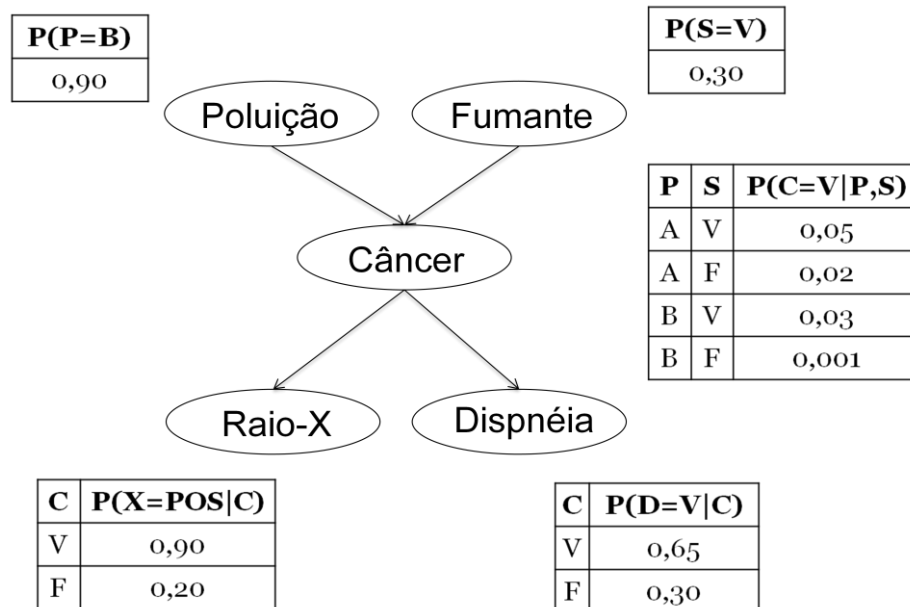 P(P=B)
0,90
P(S=V)
0,30
Poluição
Fumante
P S P(C=V|P,S)
A V 0,05
A F 0,02
B V 0,03
B F 0,001
Câncer
Raio-X
Dispnéia
C P(X=POS|C)
V 0,90
F 0,20
C P(D=V|C)
V 0,65
F 0,30